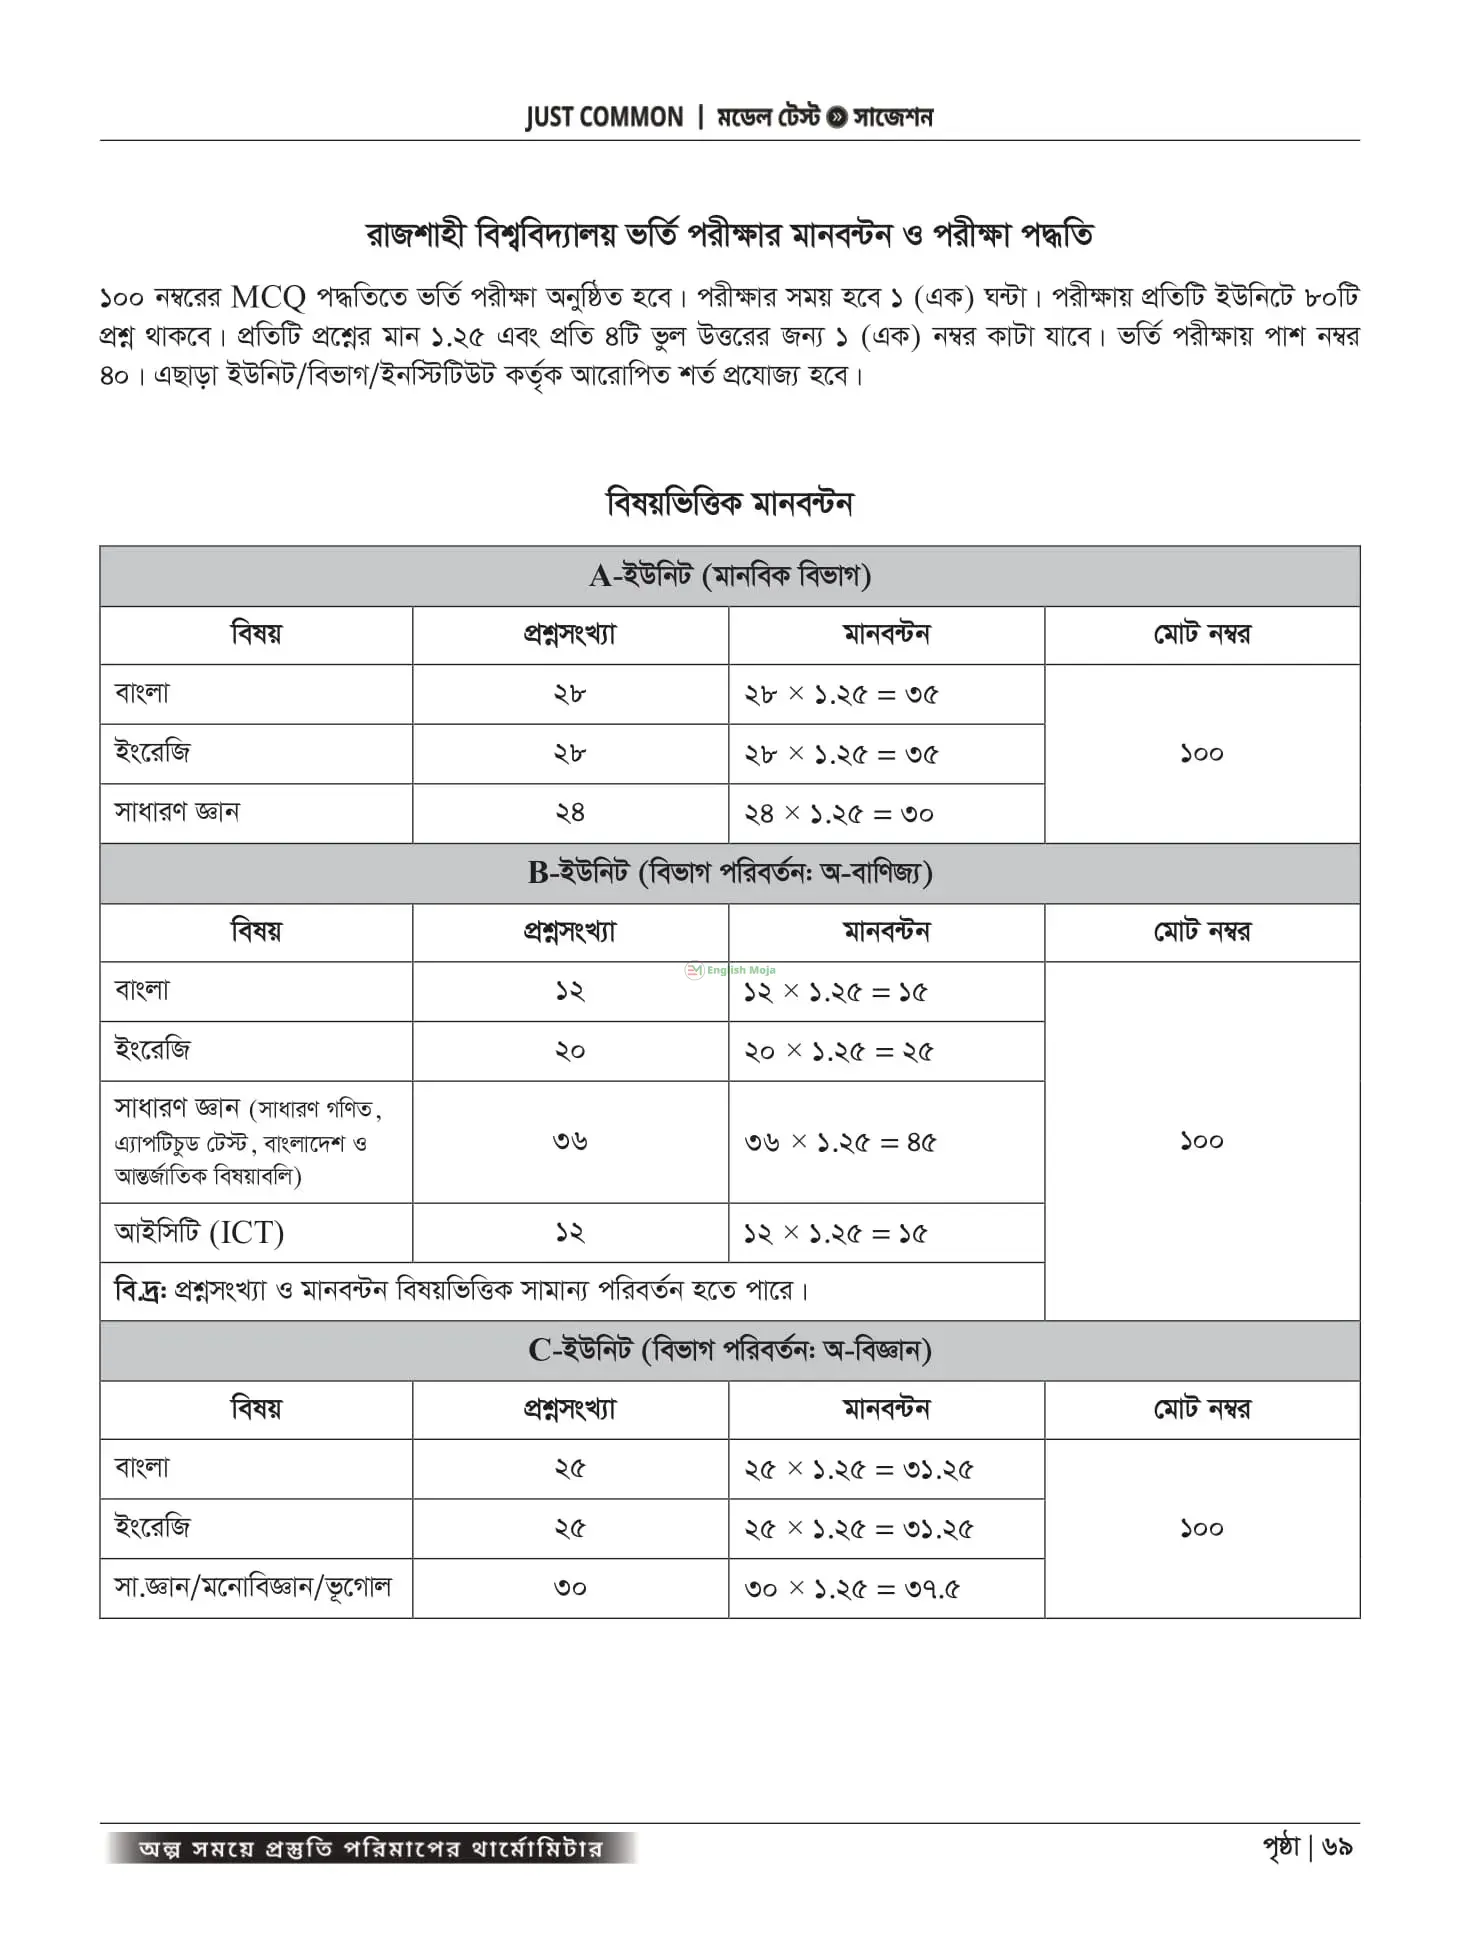 JUST COMMON | মডেল টেস্ট » সাজেশন
রাজশাহী বিশ্ববিদ্যালয় ভর্তি পরীক্ষার মানবন্টন ও পরীক্ষা পদ্ধতি
১০০ নম্বরের MCQ পদ্ধতিতে ভর্তি পরীক্ষা অনুষ্ঠিত হবে। পরীক্ষার সময় হবে ১ (এক) ঘন্টা। পরীক্ষায় প্রতিটি ইউনিটে ৮০টি
প্রশ্ন থাকবে। প্রতিটি প্রশ্নের মান ১.২৫ এবং প্রতি ৪টি ভুল উত্তরের জন্য ১ (এক) নম্বর কাটা যাবে। ভর্তি পরীক্ষায় পাশ নম্বর
৪০। এছাড়া ইউনিট/বিভাগ/ইনস্টিটিউট কর্তৃক আরোপিত শর্ত প্রযোজ্য হবে।
বিষয়ভিত্তিক মানবন্টন
A-ইউনিট (মানবিক বিভাগ)
বিষয় প্রশ্নসংখ্যা মানবন্টন মোট নম্বর
বাংলা ২৮ ২৮ × ১.২৫ = ৩৫
ইংরেজি ২৮ ২৮ × ১.২৫ = ৩৫ ১০০
সাধারণ জ্ঞান ২৪ ২৪ × ১.২৫ = ৩০
B-ইউনিট (বিভাগ পরিবর্তন: অ-বাণিজ্য)
বিষয় প্রশ্নসংখ্যা মানবন্টন মোট নম্বর
English Moja
বাংলা ১২ ১২ × ১.২৫ = ১৫
ইংরেজি ২০ ২০ × ১.২৫ = ২৫
সাধারণ জ্ঞান (সাধারণ গণিত,
এ্যাপটিচুড টেস্ট, বাংলাদেশ ও ৩৬ ৩৬ × ১.২৫ = ৪৫ ১০০
আন্তর্জাতিক বিষয়াবলি)
আইসিটি (ICT) ১২ ১২ × ১.২৫ = ১৫
বি.দ্র: প্রশ্নসংখ্যা ও মানবন্টন বিষয়ভিত্তিক সামান্য পরিবর্তন হতে পারে।
C-ইউনিট (বিভাগ পরিবর্তন: অ-বিজ্ঞান)
বিষয় প্রশ্নসংখ্যা মানবন্টন মোট নম্বর
বাংলা ২৫ ২৫ × ১.২৫ = ৩১.২৫
ইংরেজি ২৫ ২৫ × ১.২৫ = ৩১.২৫ ১০০
সা.জ্ঞান/মনোবিজ্ঞান/ভূগোল ৩০ ৩০ × ১.২৫ = ৩৭.৫
অল্প সময়ে প্রস্তুতি পরিমাপের থার্মোমিটার পৃষ্ঠা | ৬৯